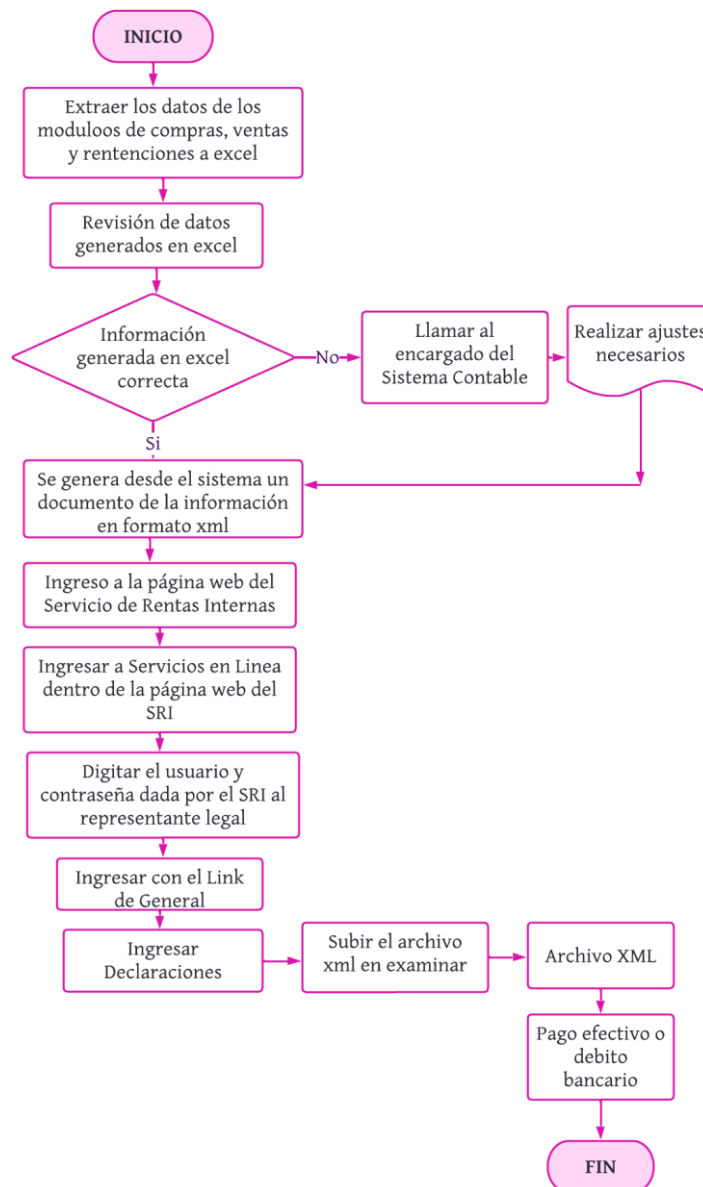 INICIO
Extraer los datos de los
moduloos de compras, ventas
y rentenciones a excel
Revisión de datos
generados en excel
Información
generada en excel
correcta
No
Llamar al
encargado del
Sistema Contable
Realizar ajustes
necesarios
Si
Se genera desde el sistema un
documento de la información
en formato xml
Ingreso a la página web del
Servicio de Rentas Internas
Ingresar a Servicios en Linea
dentro de la página web del
SRI
Digitar el usuario y
contraseña dada por el SRI al
representante legal
Ingresar con el Link
de General
Ingresar
Declaraciones
Subir el archivo
xml en examinar
Archivo XML
Pago efectivo o
debito
bancario
FIN